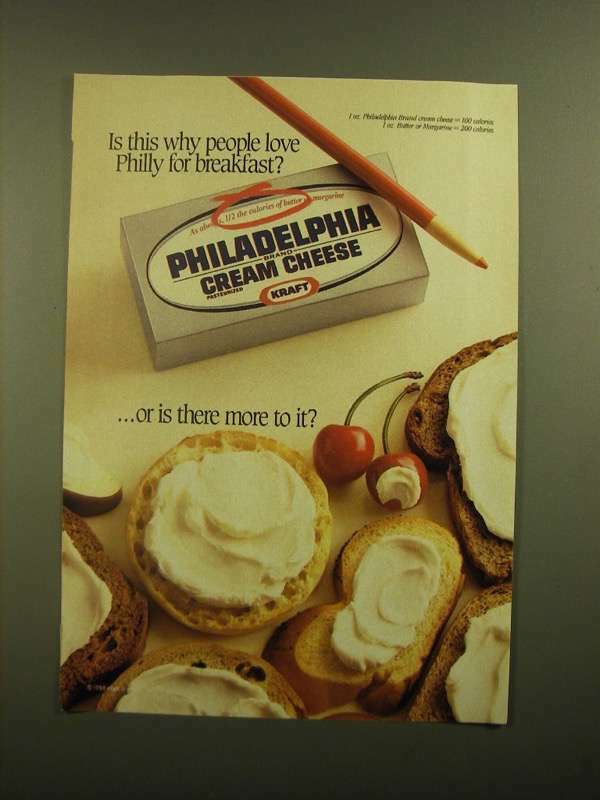 1 oz. Philadelphia Brand cream cheese = 100 calories.
1 oz. Butter or Margarine = 200 calories.
Is this why people love
Philly for breakfast?
1/2 the calories of butter margarine
PHILADELPHIA
BRAND
CREAM CHEESE
PASTEURIZED
KRAFT
...or is there more to it?